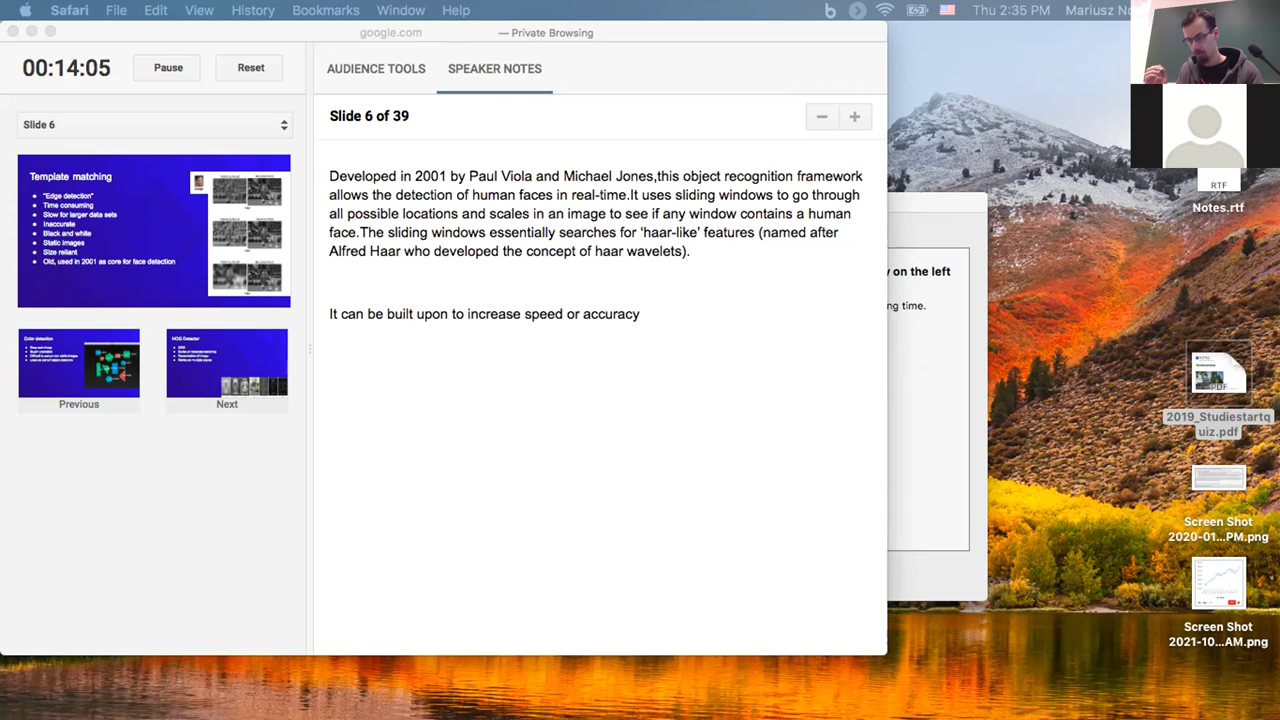 Safari File Edit View History Bookmarks Window Help
Thu 2:35 PM Mariusz
google.com — Private Browsing
00:14:05 Pause Reset
AUDIENCE TOOLS SPEAKER NOTES
Slide 6
Slide 6 of 39
Template matching
"Edge detection"
Time consuming
Slow for larger data sets
Inaccurate
Black and white
Static images
Size reliant
Old, used in 2001 as core for face detection
Color detection
Previous
HOG Detector
Next
Developed in 2001 by Paul Viola and Michael Jones,this object recognition framework
allows the detection of human faces in real-time.It uses sliding windows to go through
all possible locations and scales in an image to see if any window contains a human
face.The sliding windows essentially searches for ‘haar-like’ features (named after
Alfred Haar who developed the concept of haar wavelets).
It can be built upon to increase speed or accuracy
y on the left
ng time.
RTF
Notes.rtf
PDF
2019_Studiestartq
uiz.pdf
Screen Shot
2020-01...PM.png
Screen Shot
2021-10...AM.png